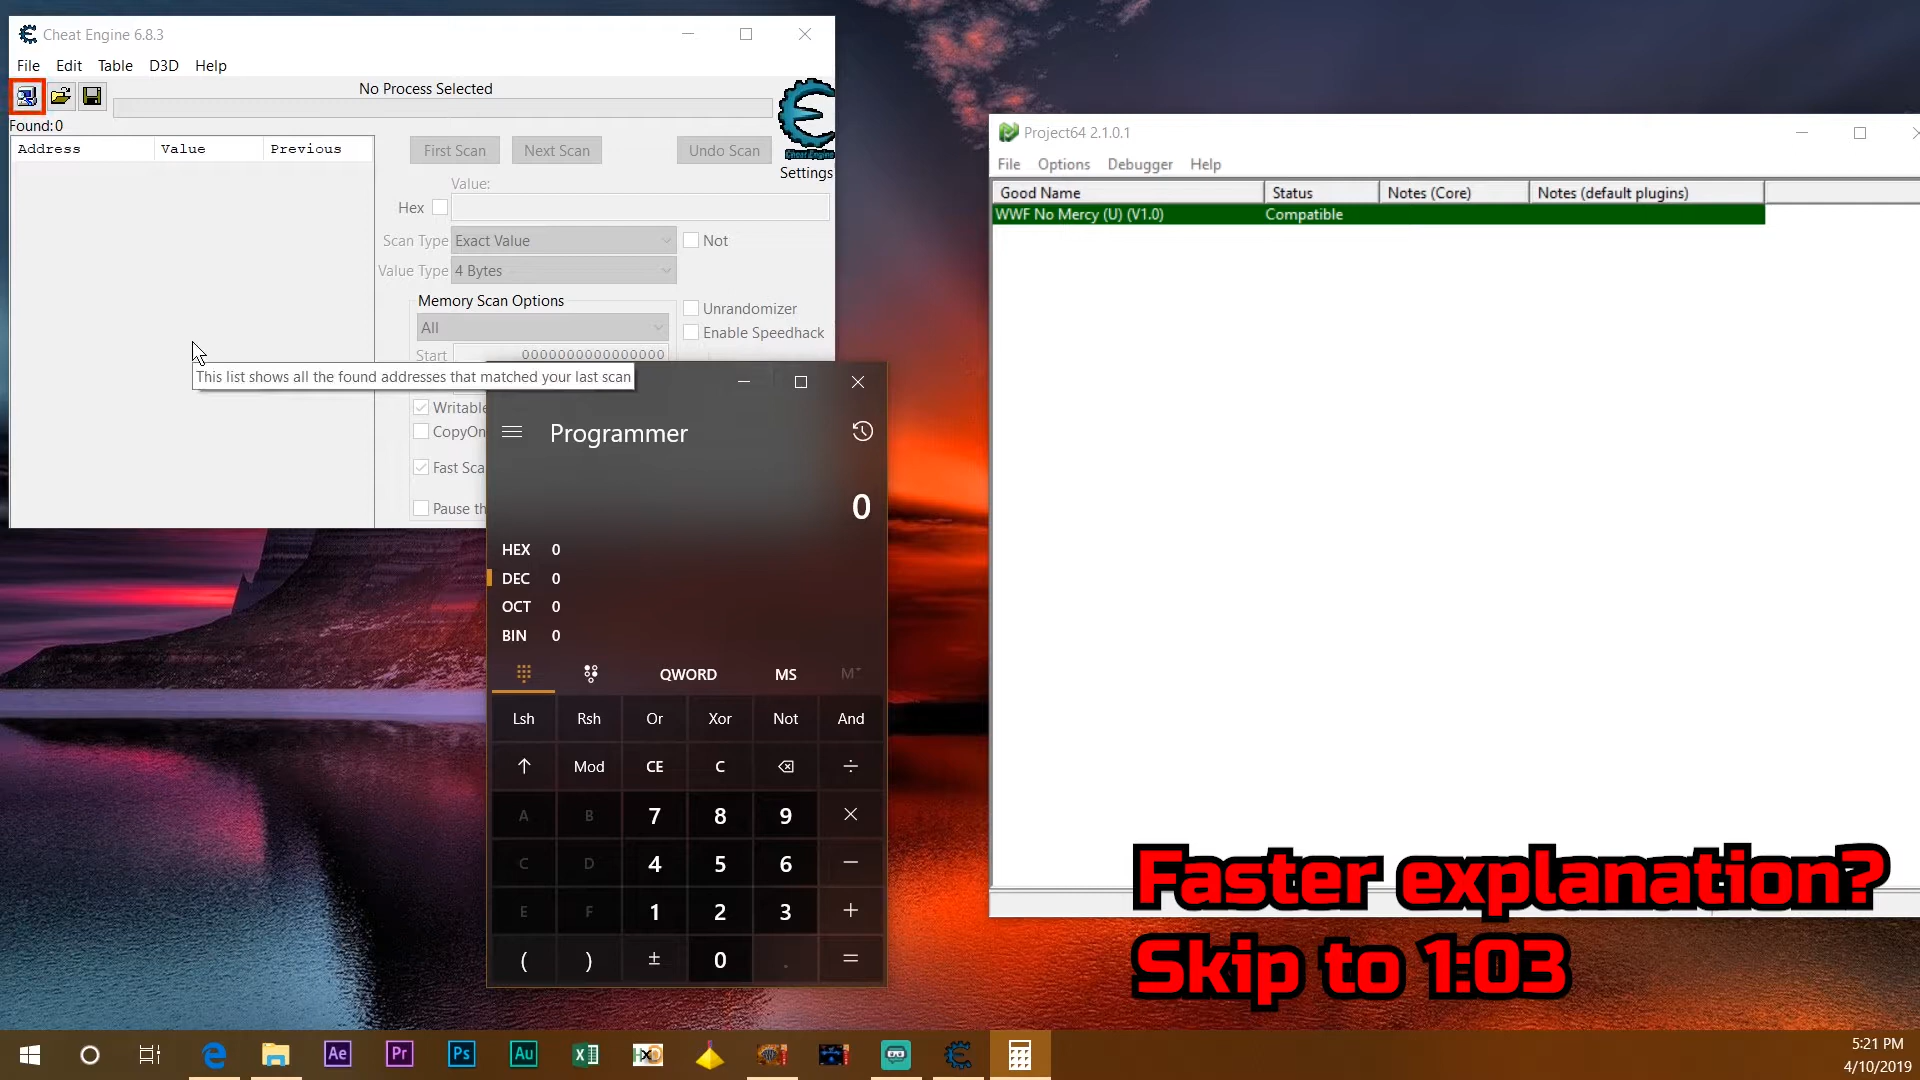 Cheat Engine 6.8.3
File Edit Table D3D Help
No Process Selected
Found:0
Address Value Previous
First Scan Next Scan Undo Scan
Cheat Engine
Settings
Value:
Hex
Scan Type Exact Value Not
Value Type 4 Bytes
Memory Scan Options
All
Unrandomizer
Enable Speedhack
Start 0000000000000000
This list shows all the found addresses that matched your last scan
Writable
CopyOn
Fast Sca
Pause th
Programmer
0
HEX 0
DEC 0
OCT 0
BIN 0
QWORD MS M
Lsh Rsh Or Xor Not And
Mod CE C ÷
A B 7 8 9 ×
C D 4 5 6 −
E F 1 2 3 +
( ) ± 0 . =
Project64 2.1.0.1
File Options Debugger Help
Good Name Status Notes (Core) Notes (default plugins)
WWF No Mercy (U) (V1.0) Compatible
Faster explanation?
Skip to 1:03
Ae Pr Ps Au
5:21 PM
4/10/2019